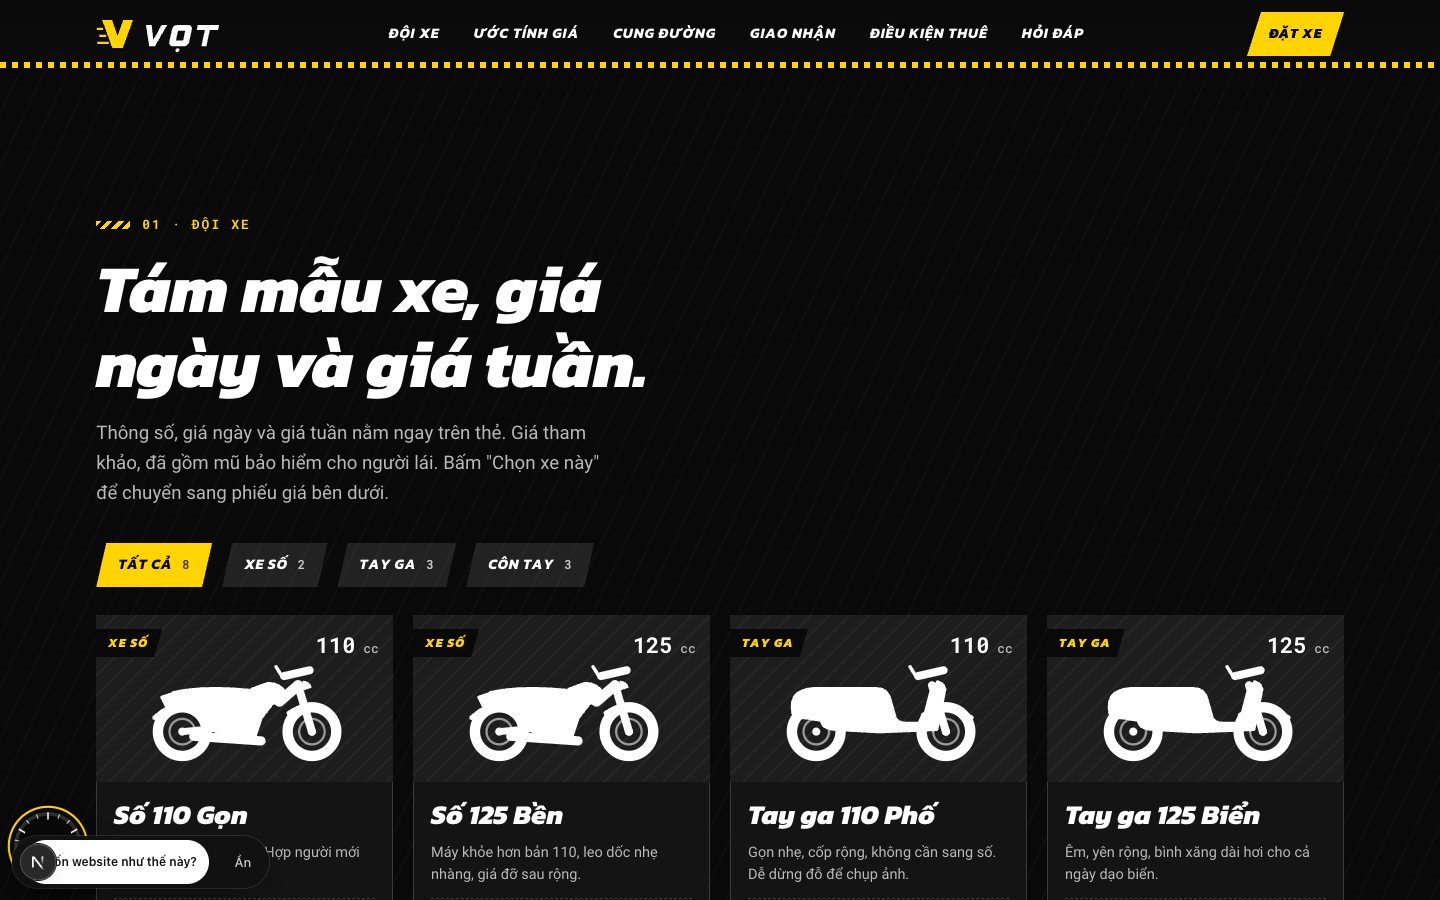 VỌT
ĐỘI XE
ƯỚC TÍNH GIÁ
CUNG ĐƯỜNG
GIAO NHẬN
ĐIỀU KIỆN THUÊ
HỎI ĐÁP
ĐẶT XE
01 · ĐỘI XE
Tám mẫu xe, giá
ngày và giá tuần.
Thông số, giá ngày và giá tuần nằm ngay trên thẻ. Giá tham
khảo, đã gồm mũ bảo hiểm cho người lái. Bấm "Chọn xe này"
để chuyển sang phiếu giá bên dưới.
TẤT CẢ 8
XE SỐ 2
TAY GA 3
CÔN TAY 3
XE SỐ
110 cc
XE SỐ
125 cc
TAY GA
110 cc
TAY GA
125 cc
Số 110 Gọn
Số 125 Bền
Tay ga 110 Phố
Tay ga 125 Biển
Hợp người mới
Máy khỏe hơn bản 110, leo dốc nhẹ
nhàng, giá đỡ sau rộng.
Gọn nhẹ, cốp rộng, không cần sang số.
Dễ dừng đỗ để chụp ảnh.
Êm, yên rộng, bình xăng dài hơi cho cả
ngày dạo biển.
N
website như thế này?
Ẩn